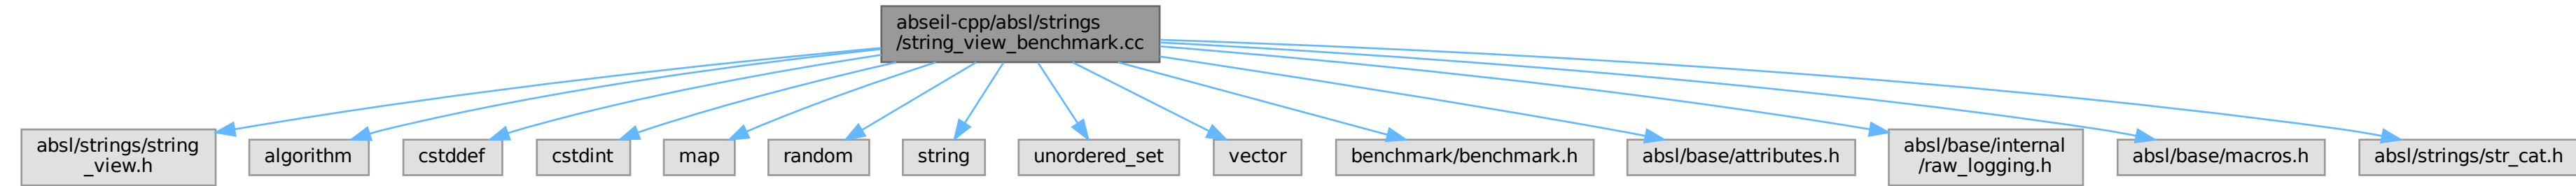 abseil-cpp/absl/strings
/string_view_benchmark.cc
absl/strings/string
_view.h
algorithm
cstddef
cstdint
map
random
string
unordered_set
vector
benchmark/benchmark.h
absl/base/attributes.h
absl/base/internal
/raw_logging.h
absl/base/macros.h
absl/strings/str_cat.h